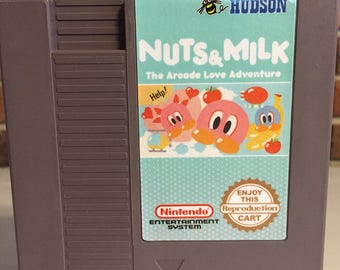 HUDSON
NUTS & MILK
The Arcade Love Adventure
Help!
Nintendo
ENTERTAINMENT
SYSTEM
ENJOY
THIS
Reproduction
CART